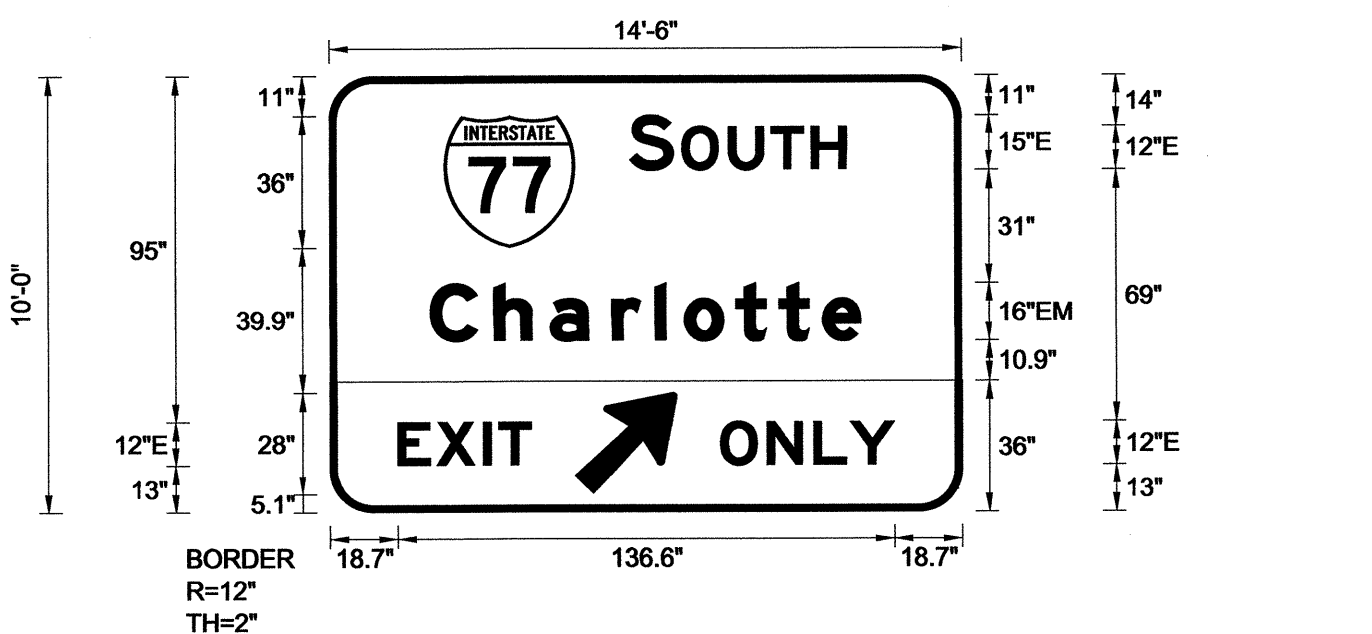 14'-6"
11"
11"
14"
INTERSTATE
77
SOUTH
15"E
12"E
36"
31"
95"
10'-0"
69"
Charlotte
39.9"
16"EM
10.9"
EXIT ONLY
12"E
28"
36"
12"E
13"
5.1"
13"
BORDER
18.7"
136.6"
18.7"
R=12"
TH=2"